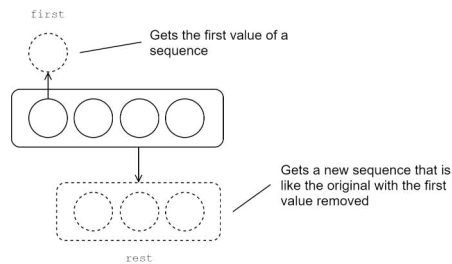 first
Gets the first value of a
sequence
Gets a new sequence that is
like the original with the first
value removed
rest